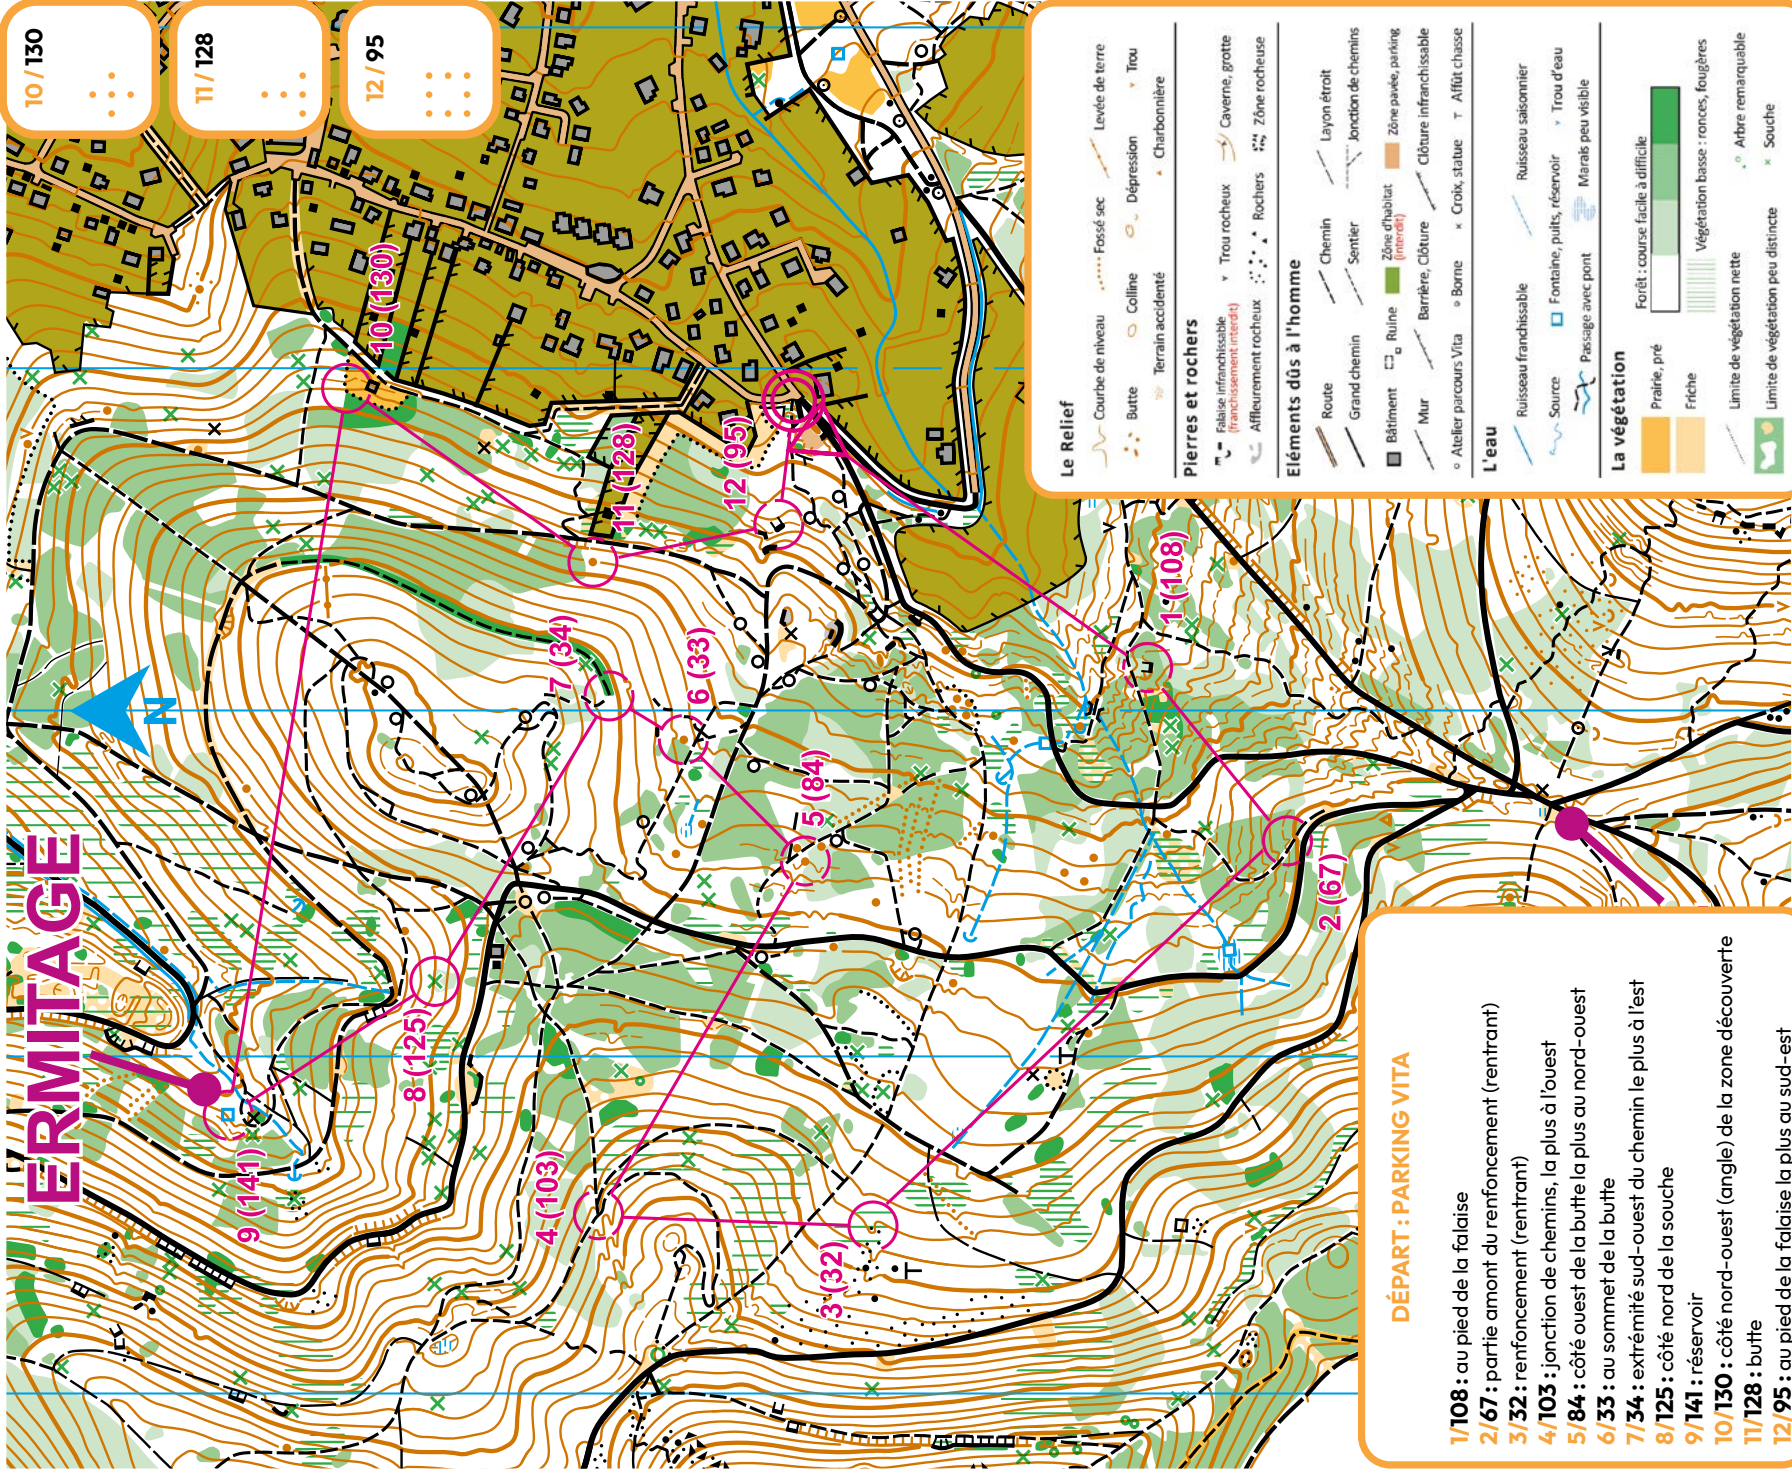 10/130
11/128
12/95
ERMITAGE
N
10 (130)
11 (128)
12 (95)
7 (34)
6 (33)
1 (108)
5 (84)
2 (67)
8 (125)
9 (141)
4 (103)
3 (32)
Le Relief
Courbe de niveau
Fossé sec
Levée de terre
Butte
Colline
Dépression
Trou
Terrain accidenté
Charbonnière
Pierres et rochers
Falaise infranchissable
(franchissement interdit)
Trou rocheux
Caverne, grotte
Affleurement rocheux
Rochers
Zône rocheuse
Eléments dûs à l'homme
Route
Chemin
Layon étroit
Grand chemin
Sentier
Jonction de chemins
Bâtiment
Ruine
Zône d'habitat
(interdit)
Zône pavée, parking
Mur
Barrière, Clôture
Clôture infranchissable
Atelier parcours Vita
Borne
Croix, statue
Affût chasse
L'eau
Ruisseau franchissable
Ruisseau saisonnier
Source
Fontaine, puits, réservoir
Trou d'eau
Passage avec pont
Marais peu visible
La végétation
Prairie, pré
Forêt : course facile à difficile
Friche
Végétation basse : ronces, fougères
Limite de végétation nette
Arbre remarquable
Limite de végétation peu distincte
Souche
DÉPART : PARKING VITA
1/108 : au pied de la falaise
2/67 : partie amont du renfoncement (rentrant)
3/32 : renfoncement (rentrant)
4/103 : jonction de chemins, la plus à l'ouest
5/84 : côté ouest de la butte la plus au nord-ouest
6/33 : au sommet de la butte
7/34 : extrémité sud-ouest du chemin le plus à l'est
8/125 : côté nord de la souche
9/141 : réservoir
10/130 : côté nord-ouest (angle) de la zone découverte
11/128 : butte
12/95 : au pied de la falaise la plus au sud-est